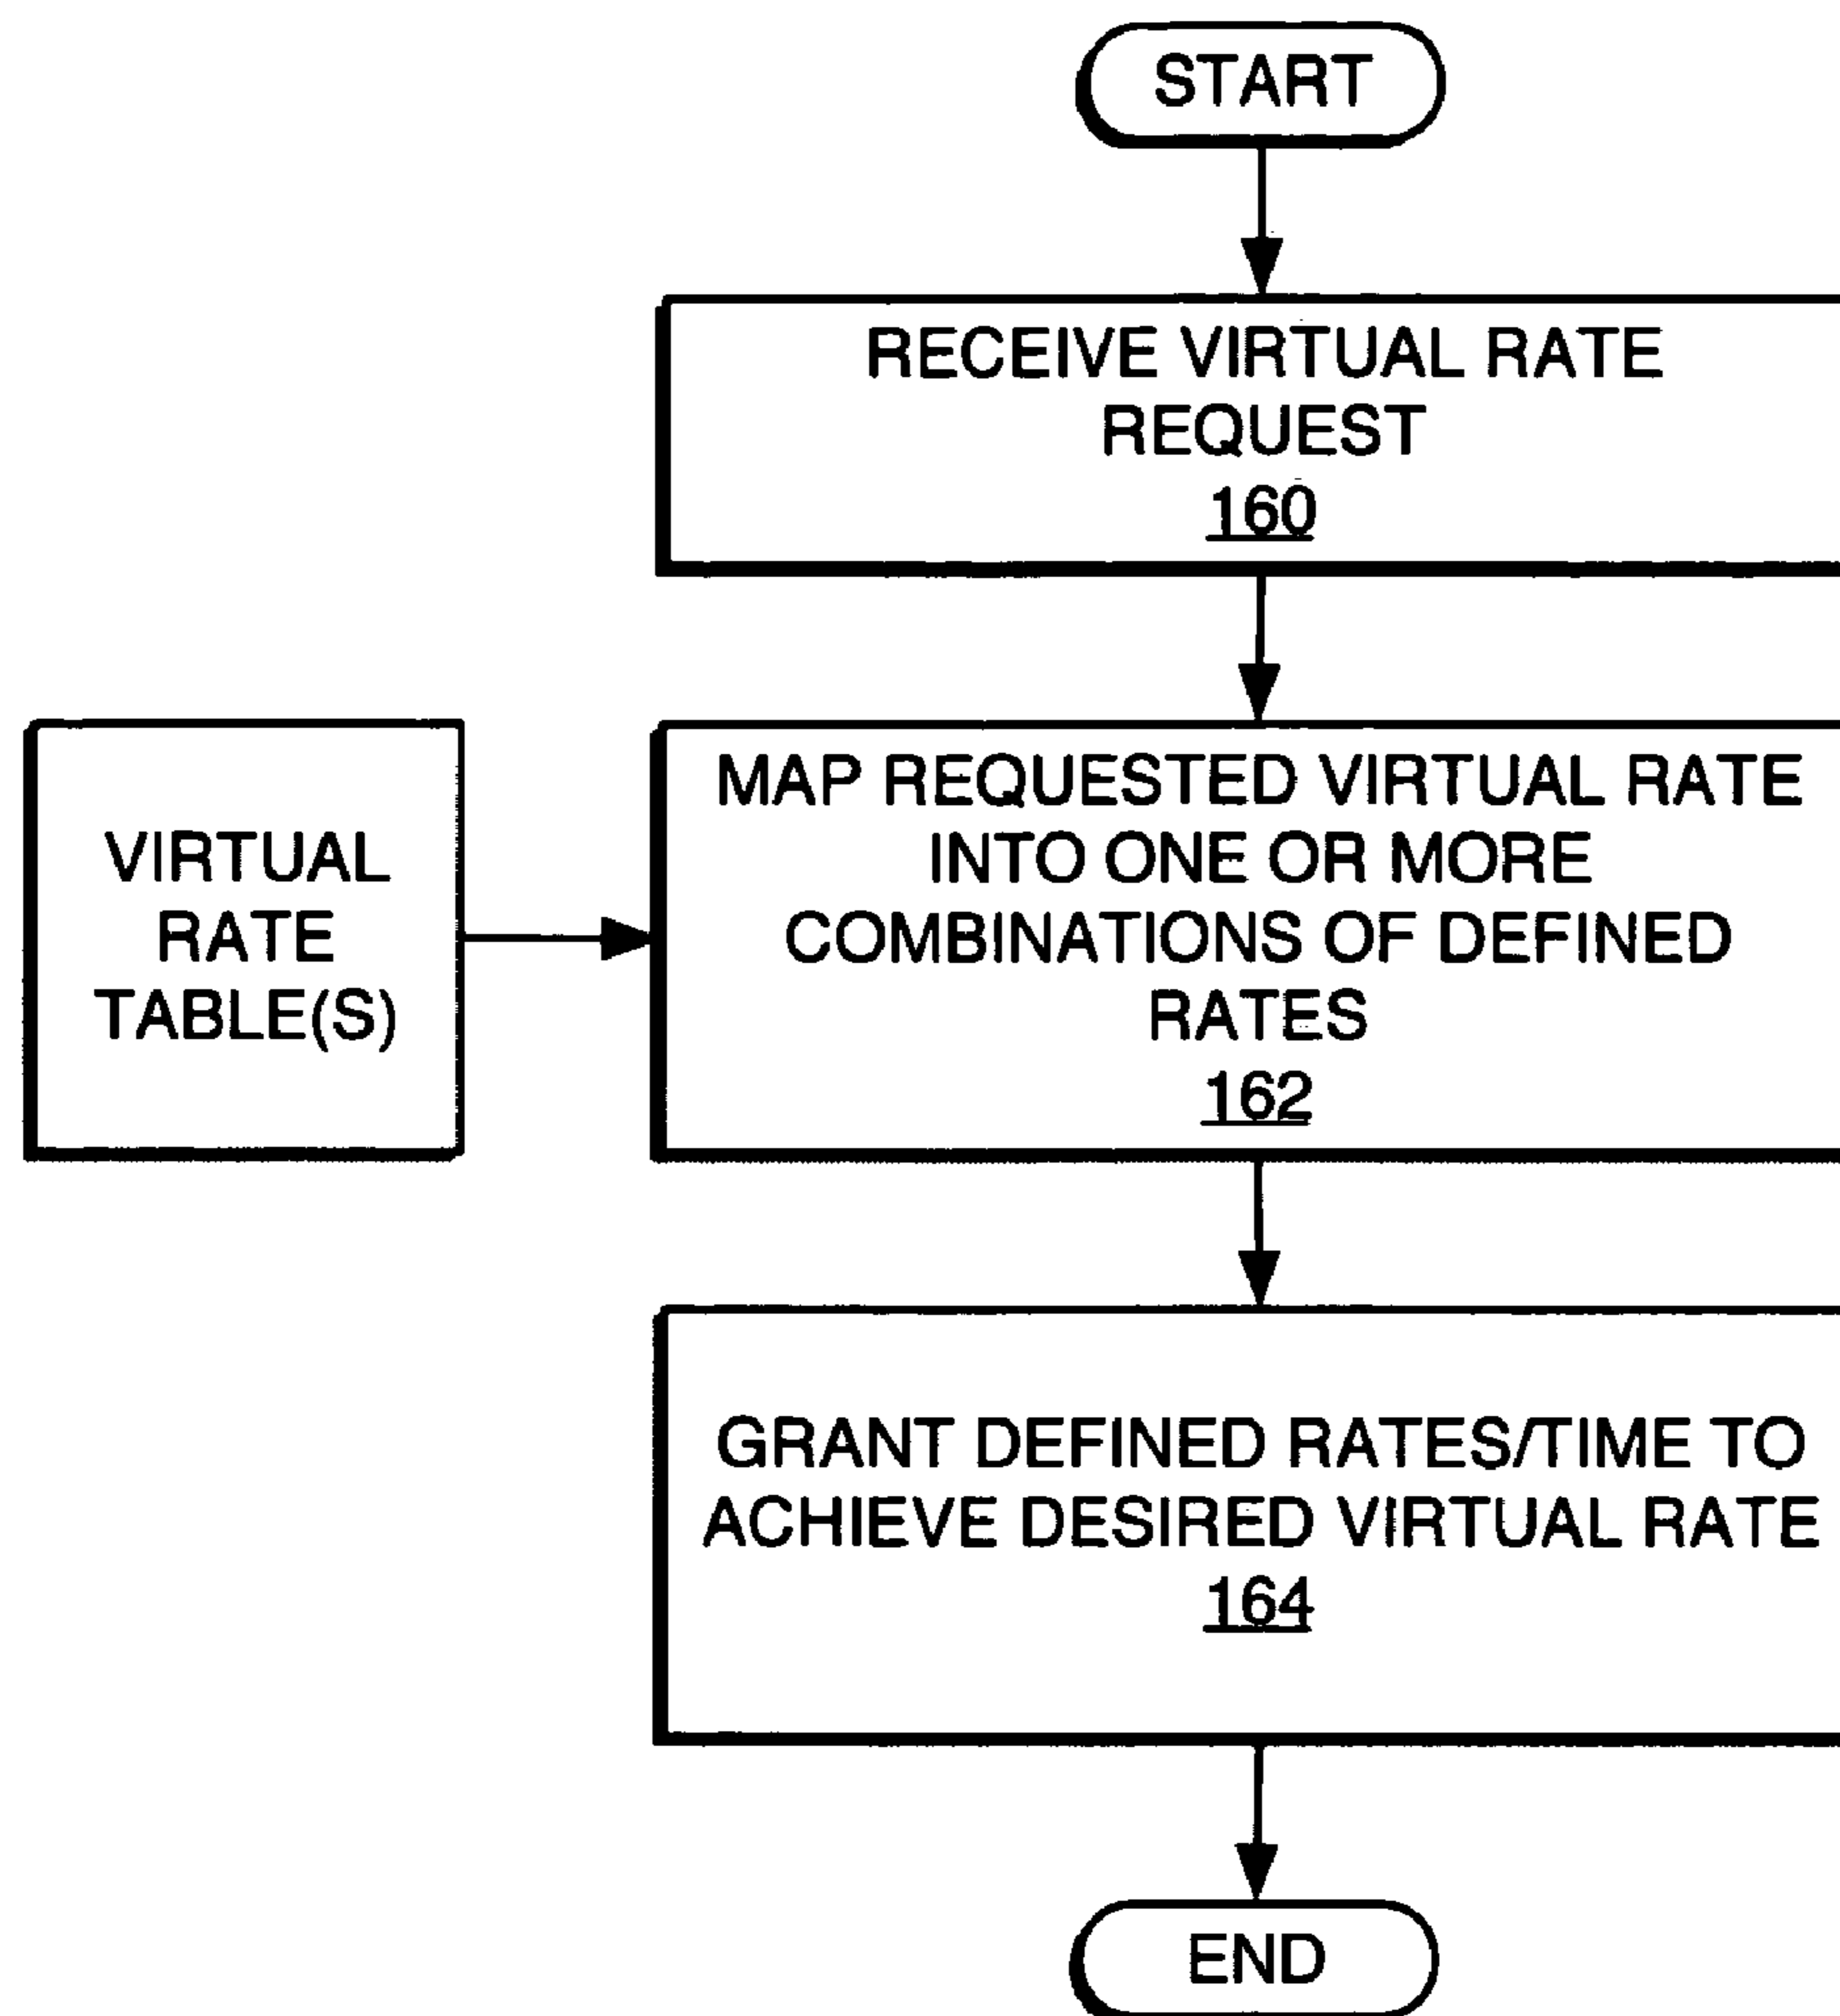 START
RECEIVE VIRTUAL RATE
REQUEST
160
VIRTUAL
RATE
TABLE(S)
MAP REQUESTED VIRTUAL RATE
INTO ONE OR MORE
COMBINATIONS OF DEFINED
RATES
162
GRANT DEFINED RATES/TIME TO
ACHIEVE DESIRED VIRTUAL RATE
164
END